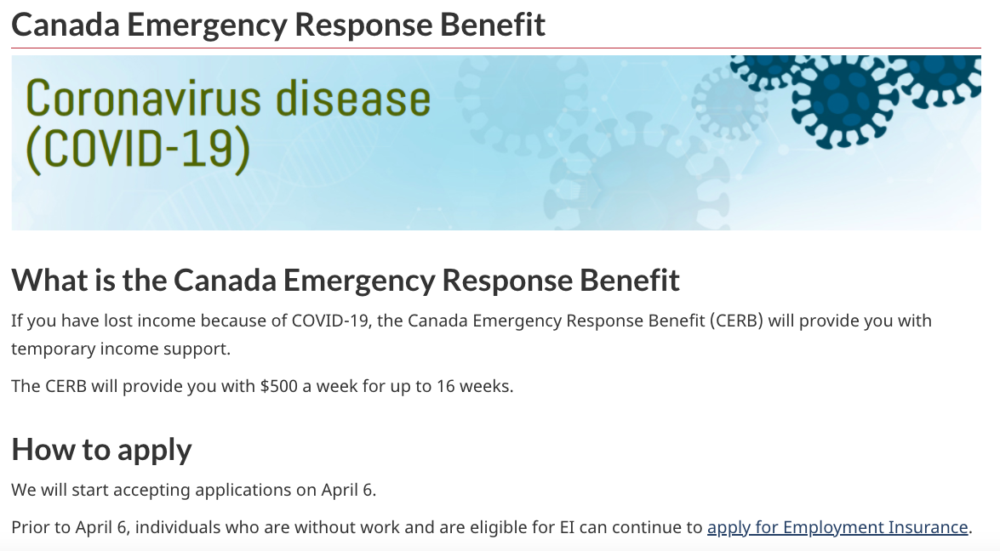 Canada Emergency Response Benefit
Coronavirus disease
(COVID-19)
What is the Canada Emergency Response Benefit
If you have lost income because of COVID-19, the Canada Emergency Response Benefit (CERB) will provide you with
temporary income support.
The CERB will provide you with $500 a week for up to 16 weeks.
How to apply
We will start accepting applications on April 6.
Prior to April 6, individuals who are without work and are eligible for EI can continue to apply for Employment Insurance.